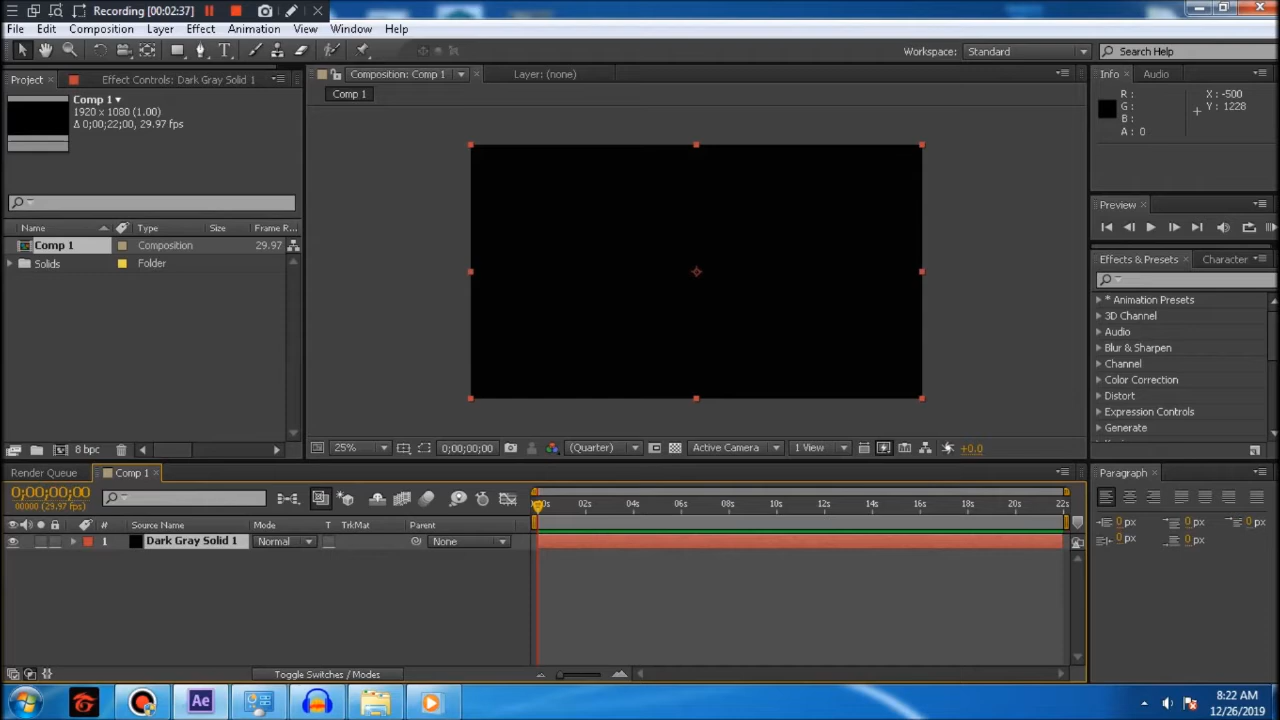 Recording [00:02:37]
File Edit Composition Layer Effect Animation View Window Help
Workspace: Standard Search Help
Project Effect Controls: Dark Gray Solid 1
Composition: Comp 1 Layer: (none)
Info Audio
Comp 1
Comp 1
1920 x 1080 (1.00)
Δ 0;00;22;00, 29.97 fps
R :
G :
B :
A : 0
X : -500
Y : 1228
Preview
Name Type Size Frame R...
Comp 1 Composition 29.97
Solids Folder
Effects & Presets Character
* Animation Presets
3D Channel
Audio
Blur & Sharpen
Channel
Color Correction
Distort
Expression Controls
Generate
8 bpc
25% 0;00;00;00 (Quarter) Active Camera 1 View +0.0
Render Queue Comp 1
Paragraph
0;00;00;00
00000 (29.97 fps)
02s 04s 06s 08s 10s 12s 14s 16s 18s 20s 22s
# Source Name Mode T TrkMat Parent
1 Dark Gray Solid 1 Normal None
0 px 0 px 0 px
0 px 0 px
Toggle Switches / Modes
Ae
8:22 AM
12/26/2019